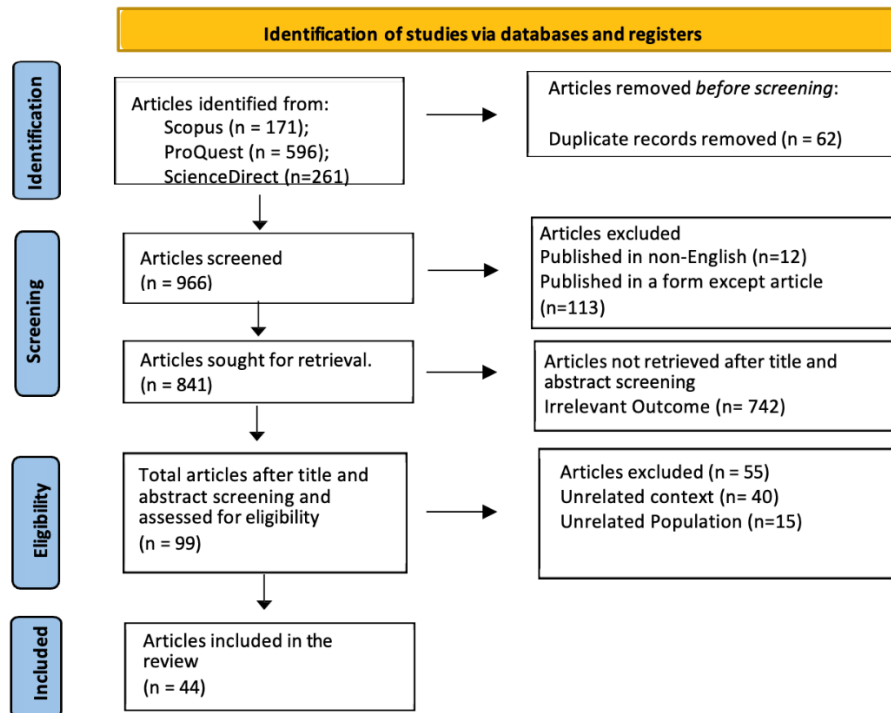 Identification of studies via databases and registers
Identification
Articles identified from:
Scopus (n = 171);
ProQuest (n = 596);
ScienceDirect (n=261)
Articles removed before screening:
Duplicate records removed (n = 62)
Screening
Articles screened
(n = 966)
Articles excluded
Published in non-English (n=12)
Published in a form except article
(n=113)
Articles sought for retrieval.
(n = 841)
Articles not retrieved after title and
abstract screening
Irrelevant Outcome (n= 742)
Eligibility
Total articles after title and
abstract screening and
assessed for eligibility
(n = 99)
Articles excluded (n = 55)
Unrelated context (n= 40)
Unrelated Population (n=15)
Included
Articles included in the
review
(n = 44)